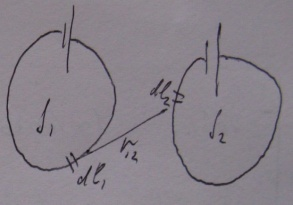 dl₂
I₁
I₂
r₁₂
dl₁